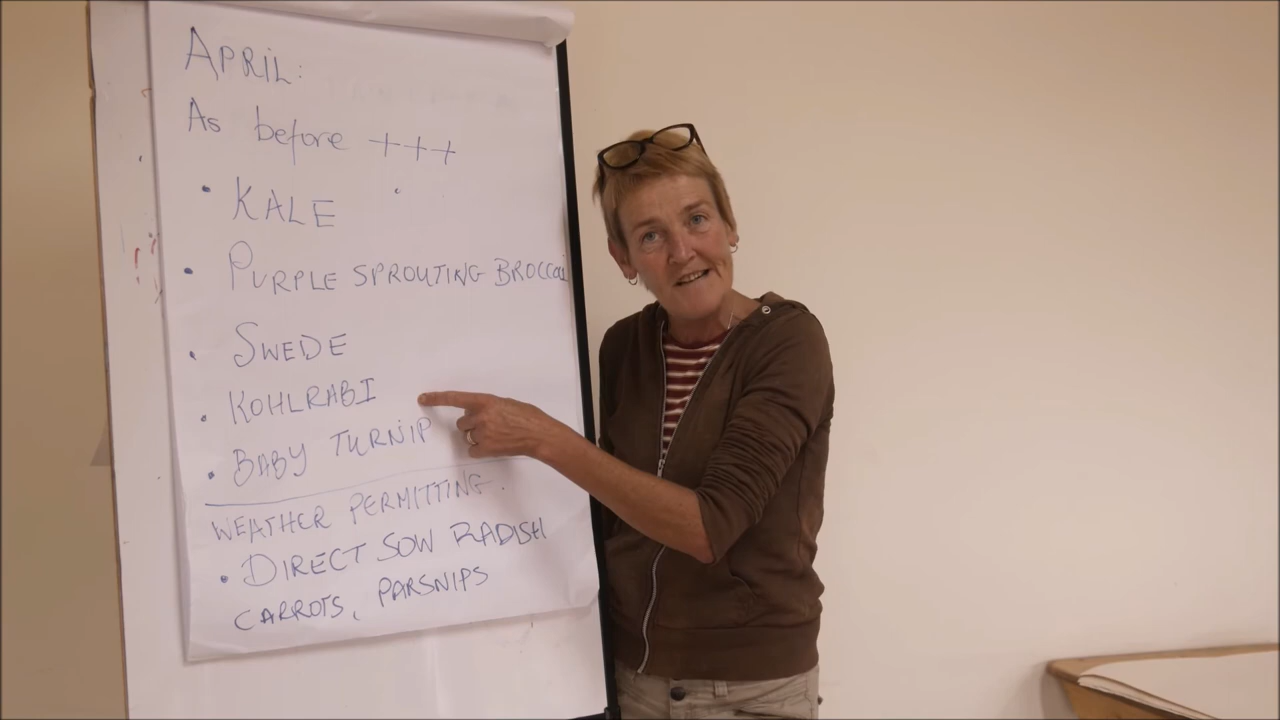 APRIL:
As before +++
• KALE
• PURPLE SPROUTING BROCCOLI
• SWEDE
• KOHLRABI
• BABY TURNIP
WEATHER PERMITTING.
• DIRECT SOW RADISH
CARROTS, PARSNIPS